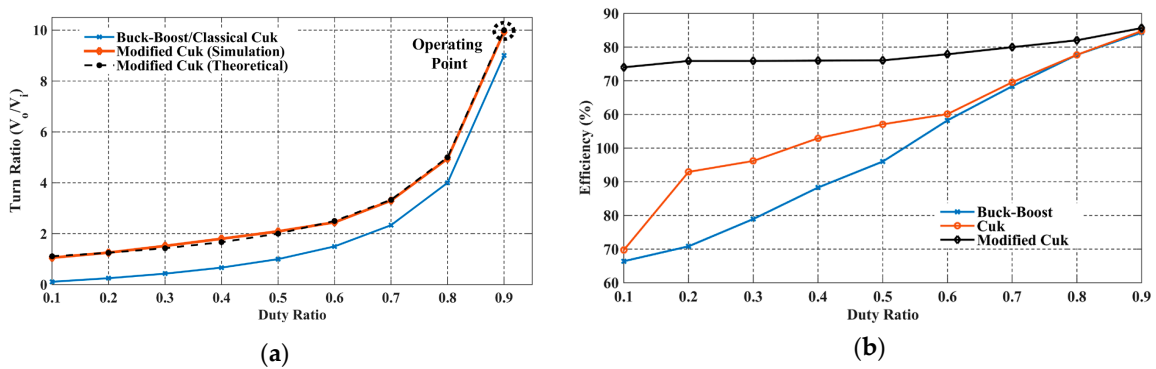 10
8
6
4
2
0
Turn Ratio (Vo/Vi)
Buck-Boost/Classical Cuk
Modified Cuk (Simulation)
Modified Cuk (Theoretical)
Operating
Point
0.1 0.2 0.3 0.4 0.5 0.6 0.7 0.8 0.9
Duty Ratio
(a)
90
80
70
60
100
90
80
70
60
Efficiency (%)
Buck-Boost
Cuk
Modified Cuk
0.1 0.2 0.3 0.4 0.5 0.6 0.7 0.8 0.9
Duty Ratio
(b)